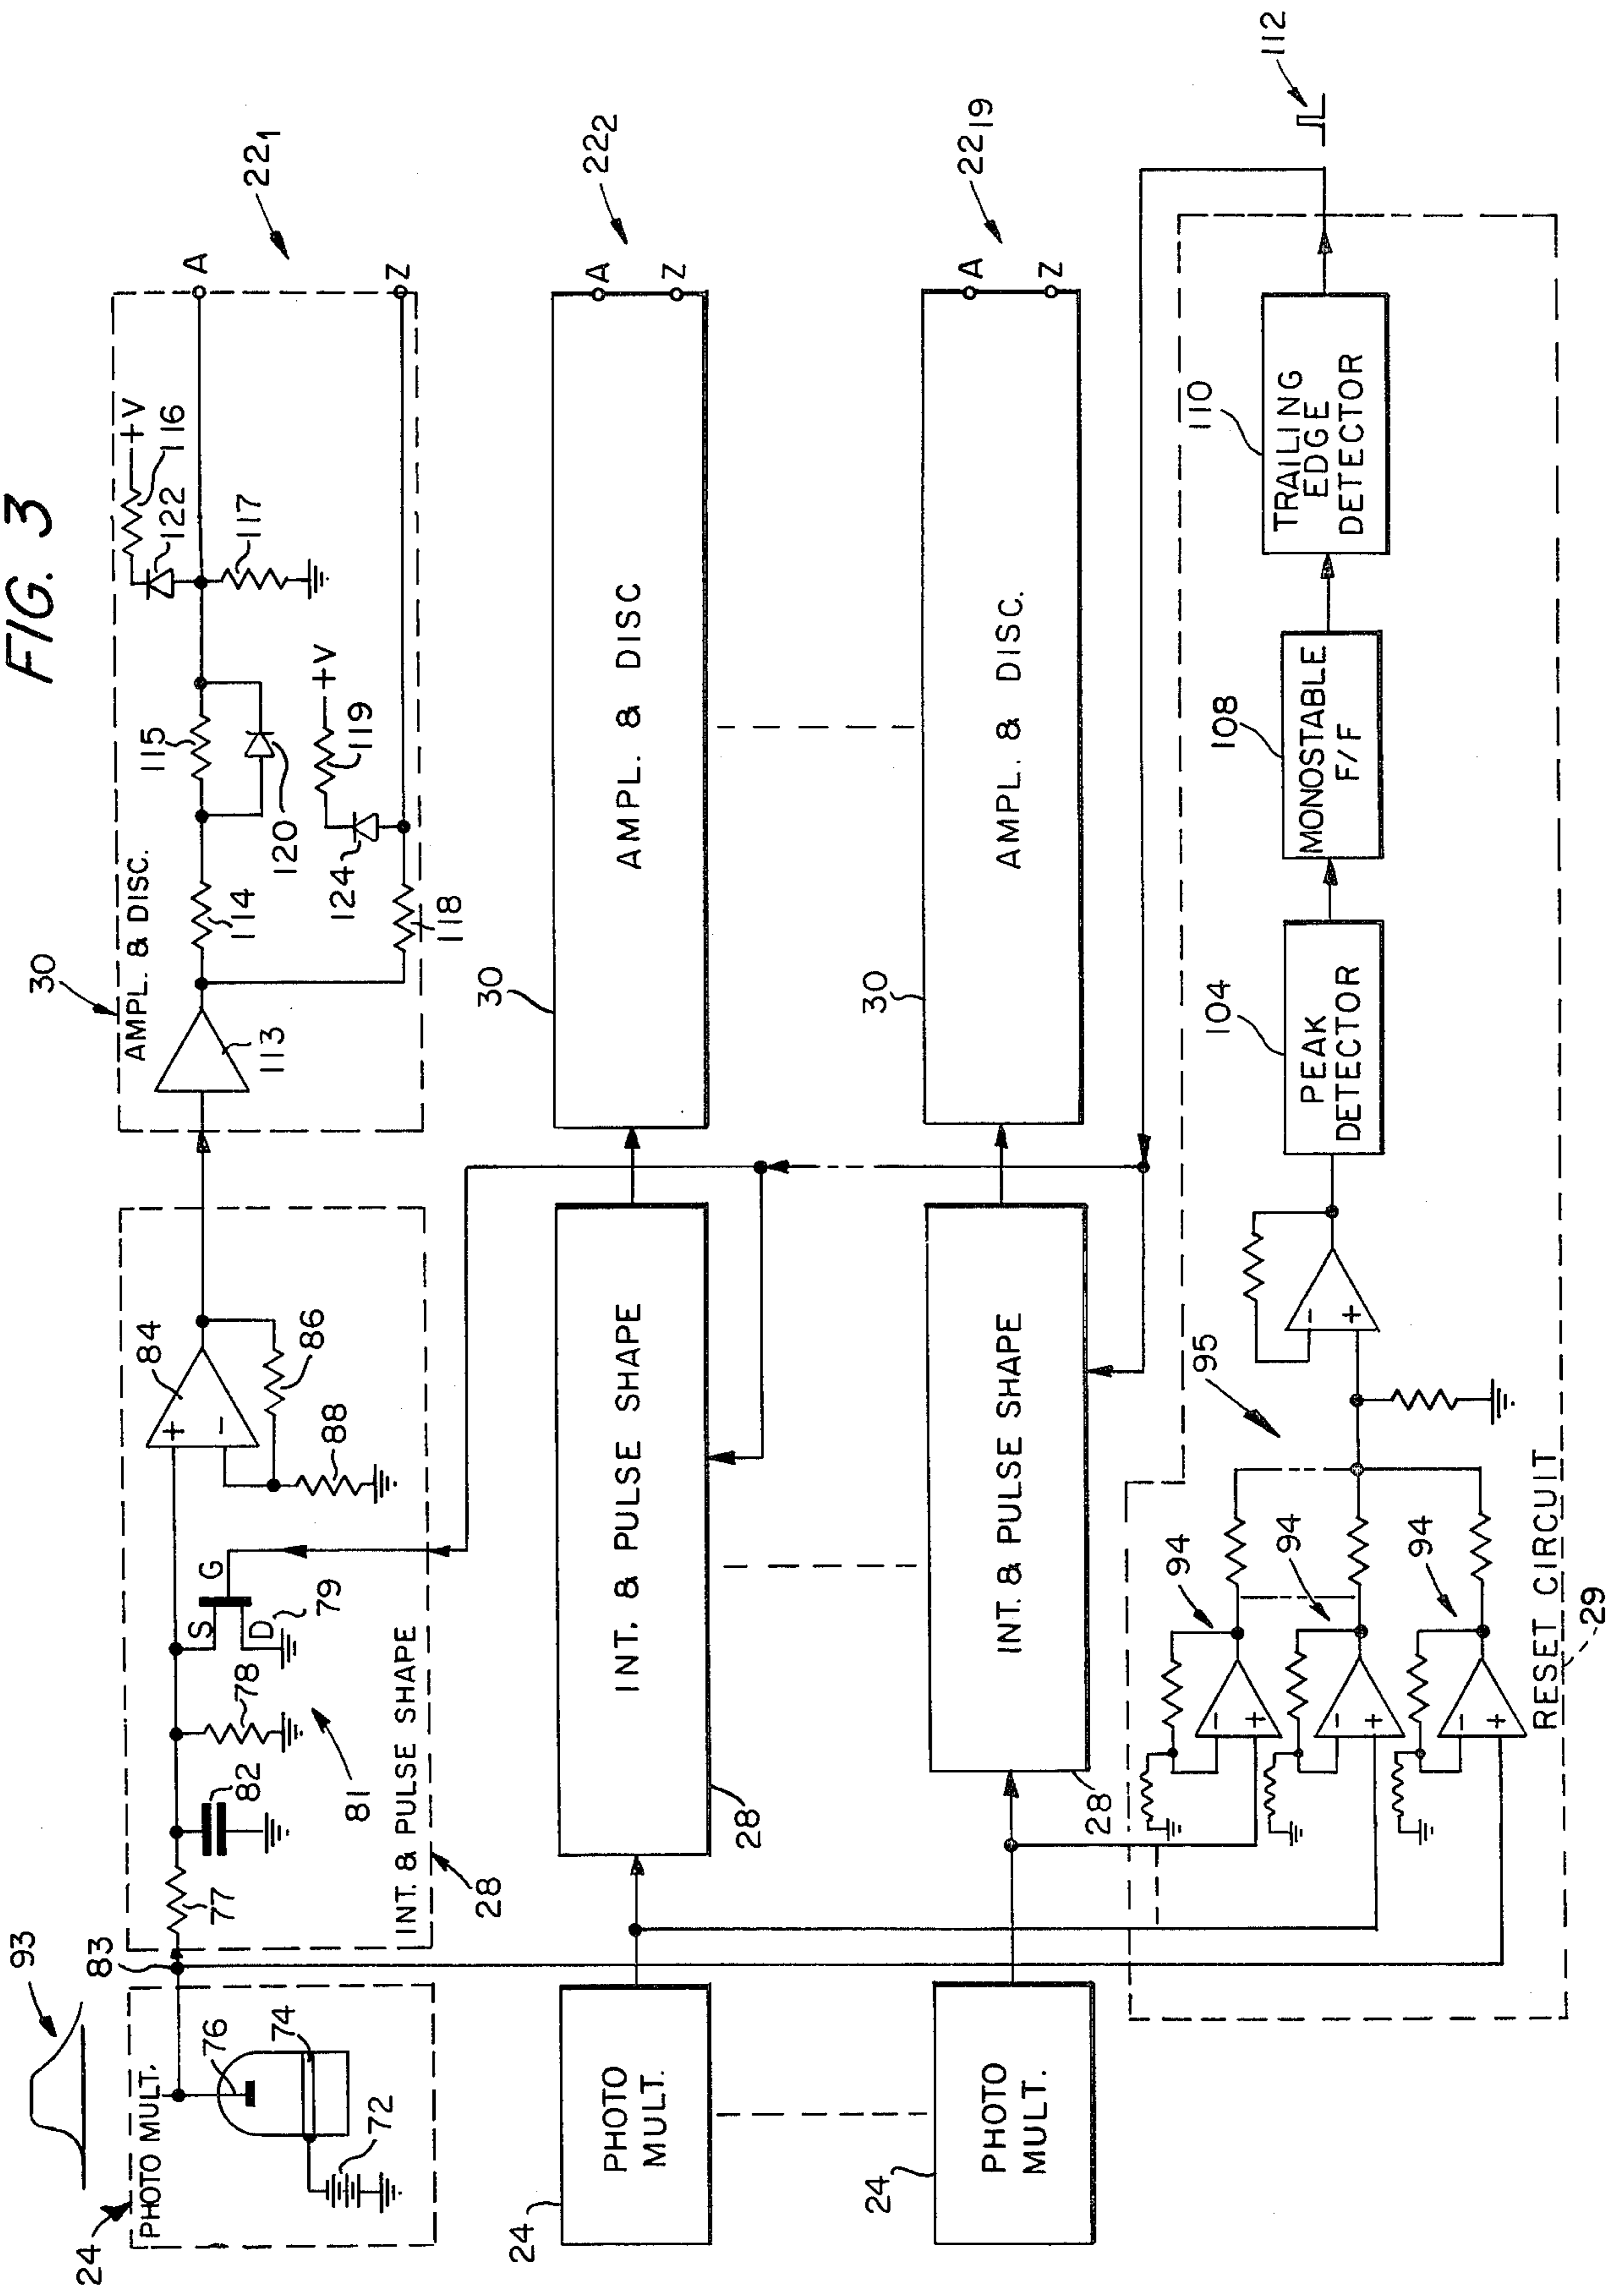 FIG. 3
93
24
PHOTO MULT.
76
74
72
83
77
82
78
81
S
G
D
79
84
+
-
86
88
INT. & PULSE SHAPE
28
30
AMPL. & DISC.
113
114
115
120
116
+V
122
117
124
119
+V
118
A
Z
22₁
24
PHOTO
MULT.
28
INT. & PULSE SHAPE
30
AMPL. & DISC
A
Z
22₂
24
PHOTO
MULT.
28
INT. & PULSE SHAPE
30
AMPL. & DISC.
A
Z
22₁₉
94
-
+
94
-
+
94
-
+
95
-
+
104
PEAK
DETECTOR
108
MONOSTABLE
F/F
110
TRAILING
EDGE
DETECTOR
112
RESET CIRCUIT
29